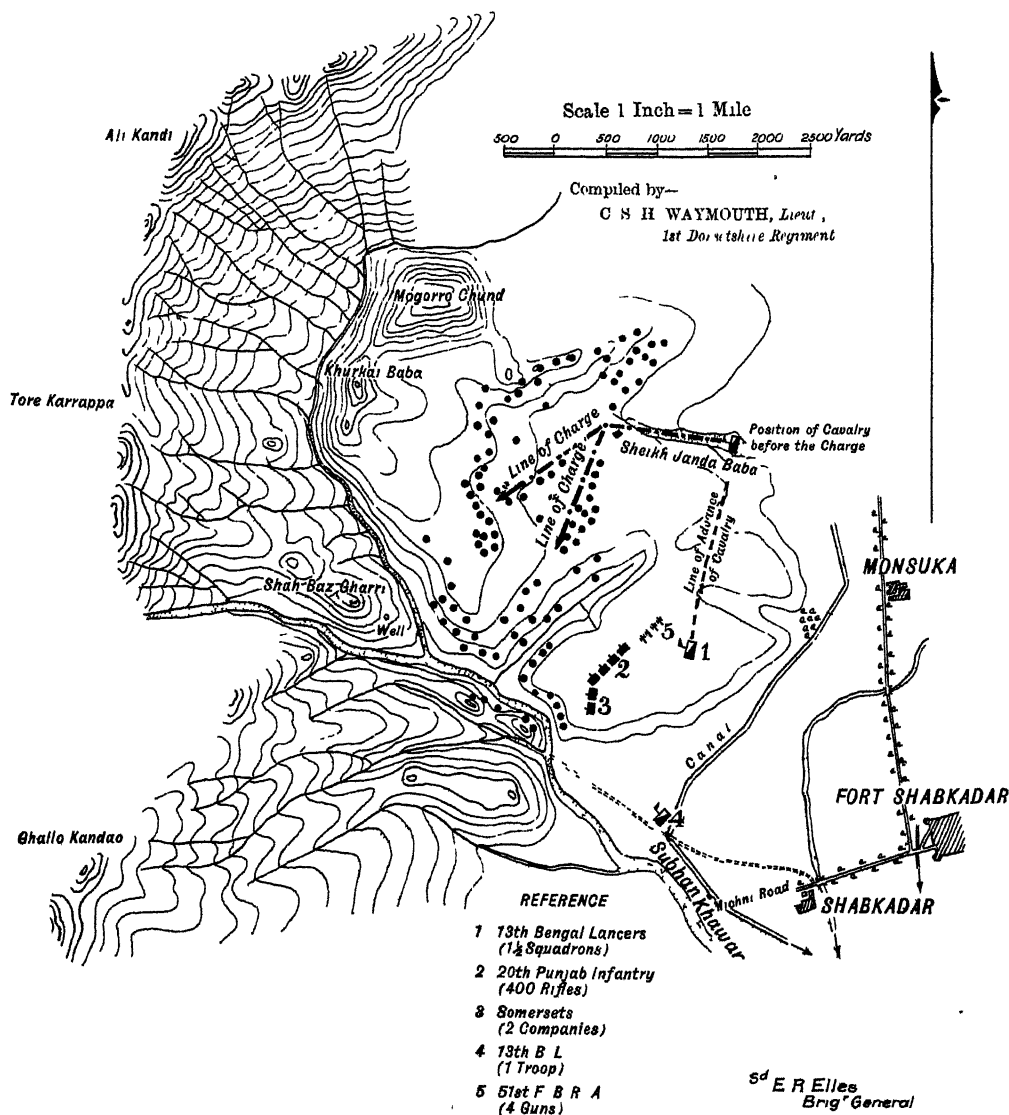 Scale 1 Inch = 1 Mile
500 0 500 1000 1500 2000 2500 Yards
Compiled by—
C S H WAYMOUTH, Lieut,
1st Dorsetshire Regiment
Ali Kandi
Mogorro Chund
Khurkai Baba
Tore Karrappa
Line of Charge
Line of Charge
Sheikh Janda Baba
Position of Cavalry
before the Charge
Line of Advance
of Cavalry
MONSUKA
Shah-Baz-Gharri
Well
5
1
2
3
Canal
4
FORT SHABKADAR
Ghallo Kandao
Subhan Khawar
Michni Road
SHABKADAR
REFERENCE
1 13th Bengal Lancers
(1½ Squadrons)
2 20th Punjab Infantry
(400 Rifles)
3 Somersets
(2 Companies)
4 13th B L
(1 Troop)
5 51st F B R A
(4 Guns)
Sd E R Elles
Brigr General